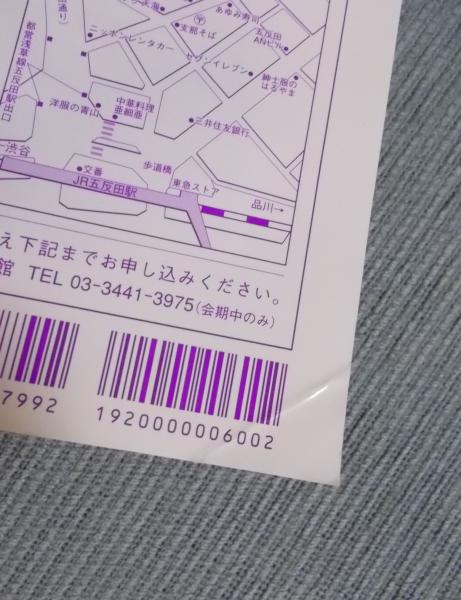 あゆみ寿司
支那そば
五反田
ANビル
ニッポンレンタカー
セブンイレブン
紳士服の
はるやま
都営浅草線五反田駅出口
洋服の青山
中華料理
亜細亜
三井住友銀行
渋谷
交番
歩道橋
東急ストア
JR五反田駅
品川→
え下記までお申し込みください。
館 TEL 03-3441-3975(会期中のみ)
7992
1920000006002